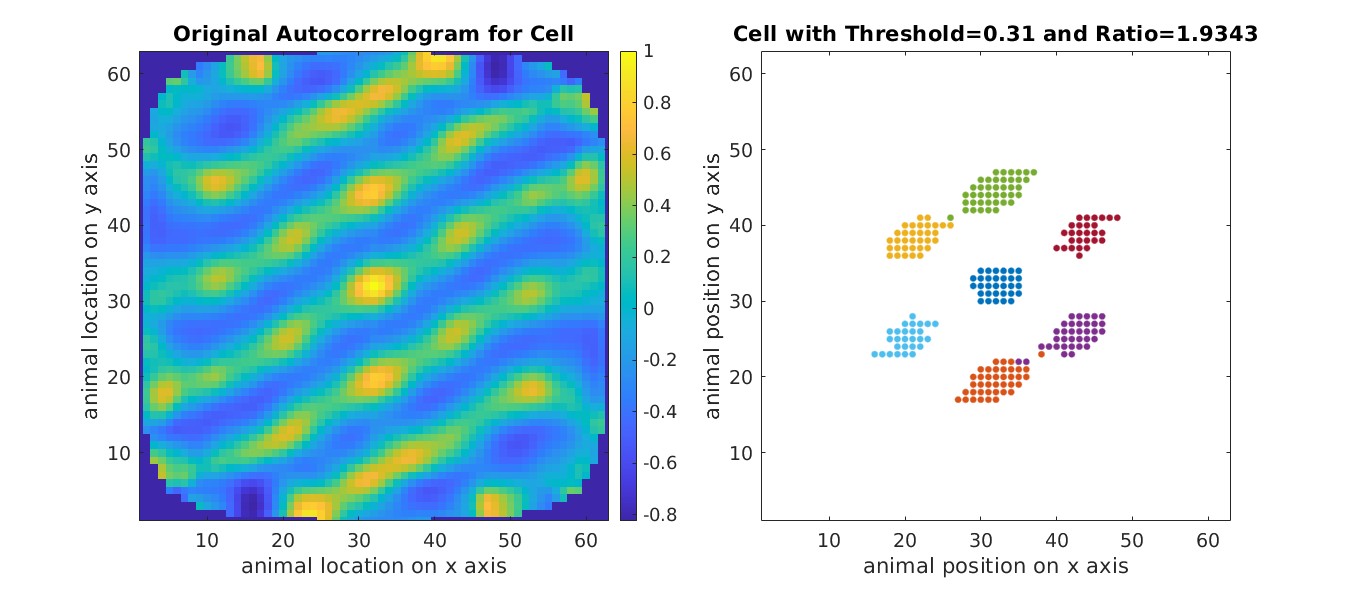 Original Autocorrelogram for Cell
60
50
40
30
20
10
10 20 30 40 50 60
animal location on y axis
animal location on x axis
1
0.8
0.6
0.4
0.2
0
-0.2
-0.4
-0.6
-0.8
Cell with Threshold=0.31 and Ratio=1.9343
60
50
40
30
20
10
10 20 30 40 50 60
animal position on y axis
animal position on x axis